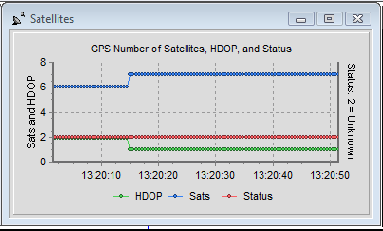 Satellites
GPS Number of Satellites, HDOP, and Status
Sats and HDOP
8
6
4
2
0
Status: 2 = Unknown
13:20:10 13:20:20 13:20:30 13:20:40 13:20:50
HDOP Sats Status